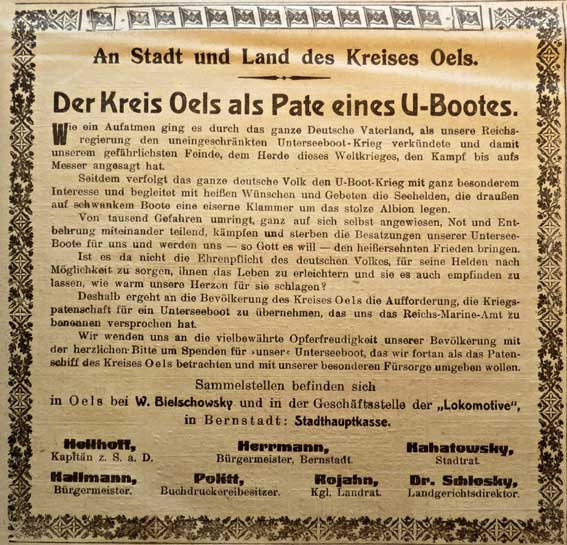 An Stadt und Land des Kreises Oels.
Der Kreis Oels als Pate eines U-Bootes.
Wie ein Aufatmen ging es durch das ganze Deutsche Vaterland, als unsere Reichs-
regierung den uneingeschränkten Unterseeboot-Krieg verkündete und damit
unserem gefährlichsten Feinde, dem Herde dieses Weltkrieges, den Kampf bis aufs
Messer angesagt hat.
Seitdem verfolgt das ganze deutsche Volk den U-Boot-Krieg mit ganz besonderem
Interesse und begleitet mit heißen Wünschen und Gebeten die Seehelden, die draußen
auf schwankem Boote eine eiserne Klammer um das stolze Albion legen.
Von tausend Gefahren umringt, ganz auf sich selbst angewiesen, Not und Ent-
behrung miteinander teilend, kämpfen und sterben die Besatzungen unserer Untersee-
Boote für uns und werden uns — so Gott es will — den heißersehnten Frieden bringen.
Ist es da nicht die Ehrenpflicht des deutschen Volkes, für seine Helden nach
Möglichkeit zu sorgen, ihnen das Leben zu erleichtern und sie es auch empfinden zu
lassen, wie warm unsere Herzen für sie schlagen?
Deshalb ergeht an die Bevölkerung des Kreises Oels die Aufforderung, die Kriegs-
patenschaft für ein Unterseeboot zu übernehmen, das uns das Reichs-Marine-Amt zu
benennen versprochen hat.
Wir wenden uns an die vielbewährte Opferfreudigkeit unserer Bevölkerung mit
der herzlichen Bitte um Spenden für »unser« Unterseeboot, das wir fortan als das Paten-
schiff des Kreises Oels betrachten und mit unserer besonderen Fürsorge umgeben wollen.
Sammelstellen befinden sich
in Oels bei W. Bielschowsky und in der Geschäftsstelle der „Lokomotive“,
in Bernstadt: Stadthauptkasse.
Hellhoff, Herrmann, Kahatowsky,
Kapitän z. S. a. D. Bürgermeister, Bernstadt. Stadtrat.
Kallmann, Politt, Rojahn, Dr. Schlosky,
Bürgermeister. Buchdruckereibesitzer. Kgl. Landrat. Landgerichtsdirektor.